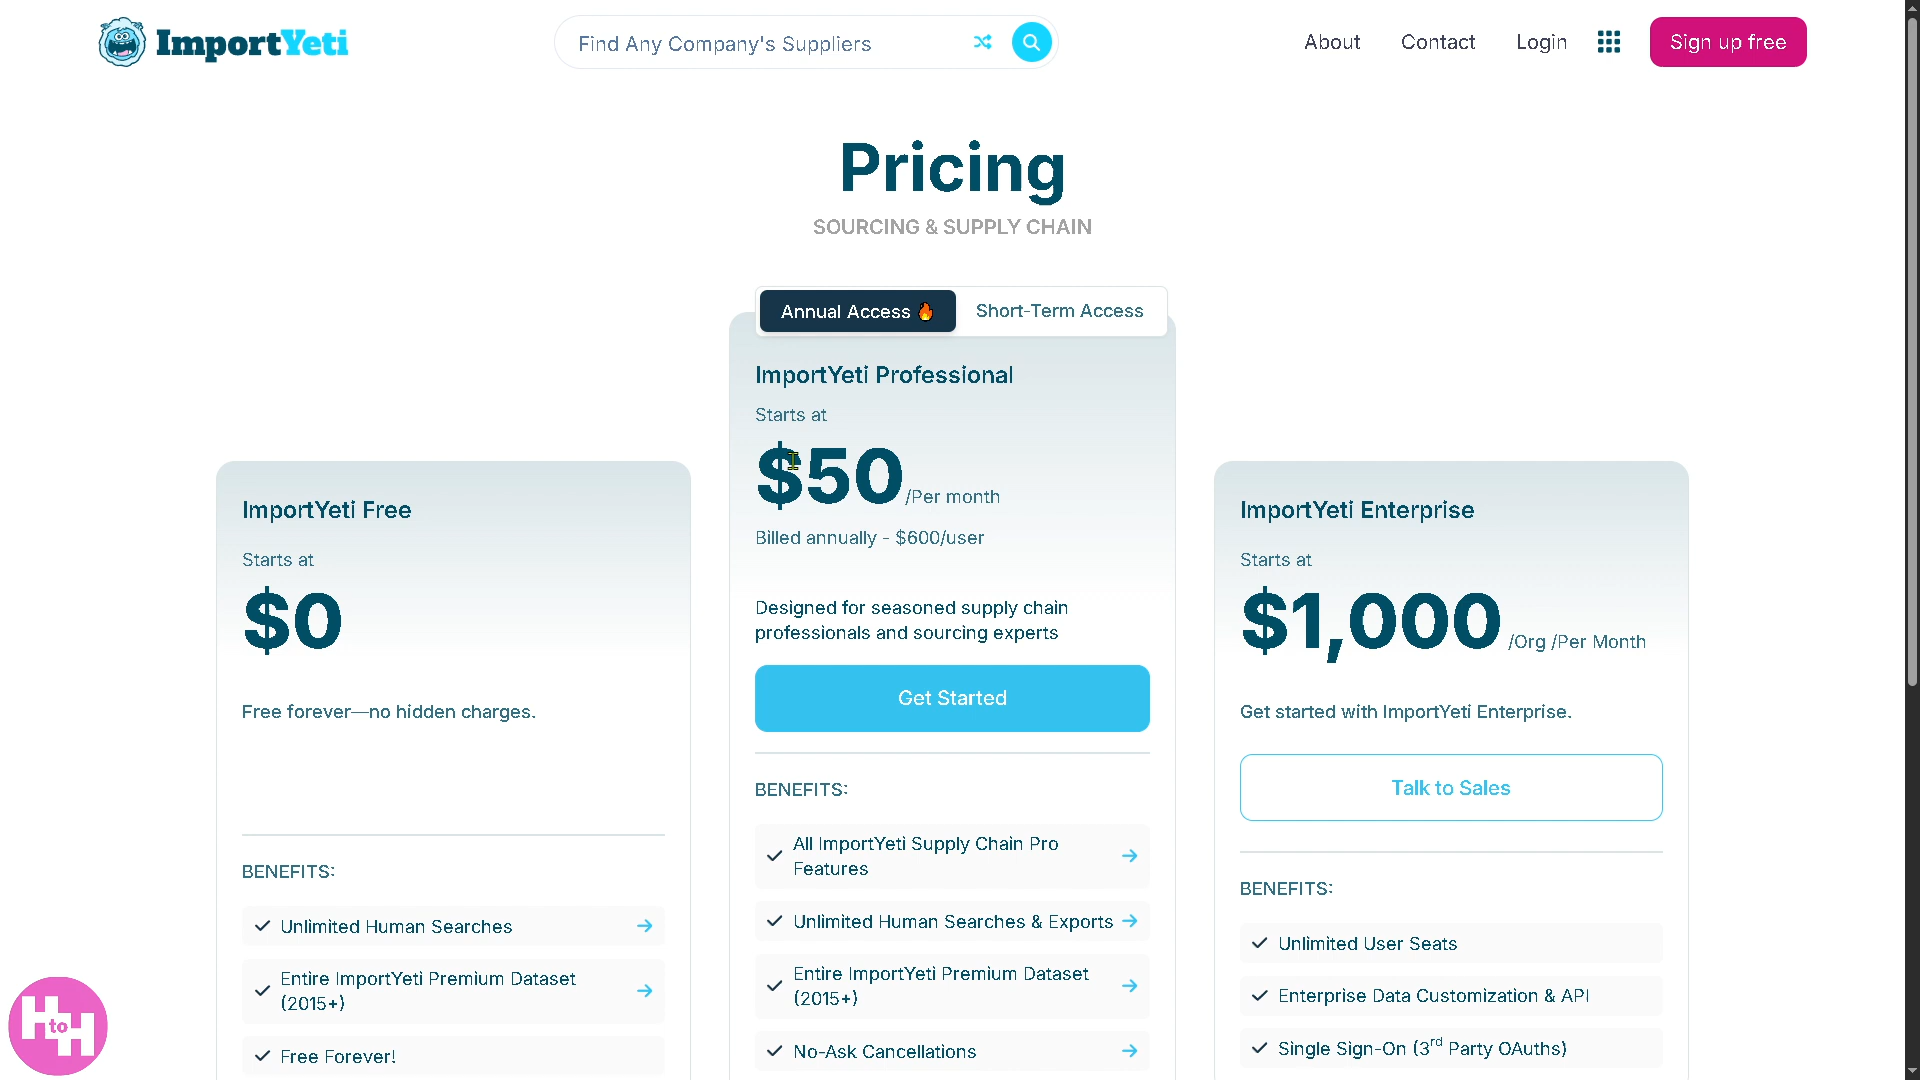 ImportYeti
Find Any Company's Suppliers
About
Contact
Login
Sign up free
Pricing
SOURCING & SUPPLY CHAIN
Annual Access 🔥
Short-Term Access
ImportYeti Professional
Starts at
$50 /Per month
Billed annually - $600/user
Designed for seasoned supply chain
professionals and sourcing experts
Get Started
BENEFITS:
All ImportYeti Supply Chain Pro
Features
Unlimited Human Searches & Exports
Entire ImportYeti Premium Dataset
(2015+)
No-Ask Cancellations
ImportYeti Free
Starts at
$0
Free forever—no hidden charges.
BENEFITS:
Unlimited Human Searches
Entire ImportYeti Premium Dataset
(2015+)
Free Forever!
ImportYeti Enterprise
Starts at
$1,000 /Org /Per Month
Get started with ImportYeti Enterprise.
Talk to Sales
BENEFITS:
Unlimited User Seats
Enterprise Data Customization & API
Single Sign-On (3rd Party OAuths)
H to H